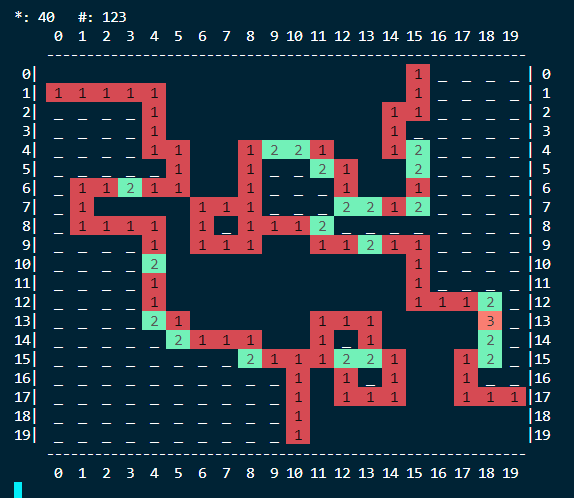 *: 40   #: 123
0 1 2 3 4 5 6 7 8 9 10 11 12 13 14 15 16 17 18 19
------------------------------------------------------------
0| 1 _ _ _ _ | 0
1| 1 1 1 1 1 1 _ _ _ _ | 1
2| _ _ _ _ 1 1 1 _ _ _ _ | 2
3| _ _ _ _ 1 1 _ _ _ _ _ | 3
4| _ _ _ _ 1 1 1 2 2 1 1 2 _ _ _ _ | 4
5| _ _ _ _ _ 1 1 _ _ 2 1 2 _ _ _ _ | 5
6| _ 1 1 2 1 1 1 _ _ _ 1 1 _ _ _ _ | 6
7| _ 1 1 1 1 _ _ _ 2 2 1 2 _ _ _ _ | 7
8| _ 1 1 1 1 1 _ 1 1 1 2 _ _ _ _ _ _ _ _ | 8
9| _ _ _ _ 1 1 1 1 1 1 2 1 1 _ _ _ _ | 9
10| _ _ _ _ 2 1 _ _ _ _ |10
11| _ _ _ _ 1 1 _ _ _ _ |11
12| _ _ _ _ 1 1 1 1 2 _ |12
13| _ _ _ _ 2 1 1 1 1 3 _ |13
14| _ _ _ _ _ 2 1 1 1 1 _ 1 2 _ |14
15| _ _ _ _ _ _ _ _ 2 1 1 1 2 2 1 1 2 _ |15
16| _ _ _ _ _ _ _ _ _ _ 1 1 _ 1 1 _ _ |16
17| _ _ _ _ _ _ _ _ _ _ 1 1 1 1 1 1 1 |17
18| _ _ _ _ _ _ _ _ _ _ 1 |18
19| _ _ _ _ _ _ _ _ _ _ 1 |19
------------------------------------------------------------
0 1 2 3 4 5 6 7 8 9 10 11 12 13 14 15 16 17 18 19